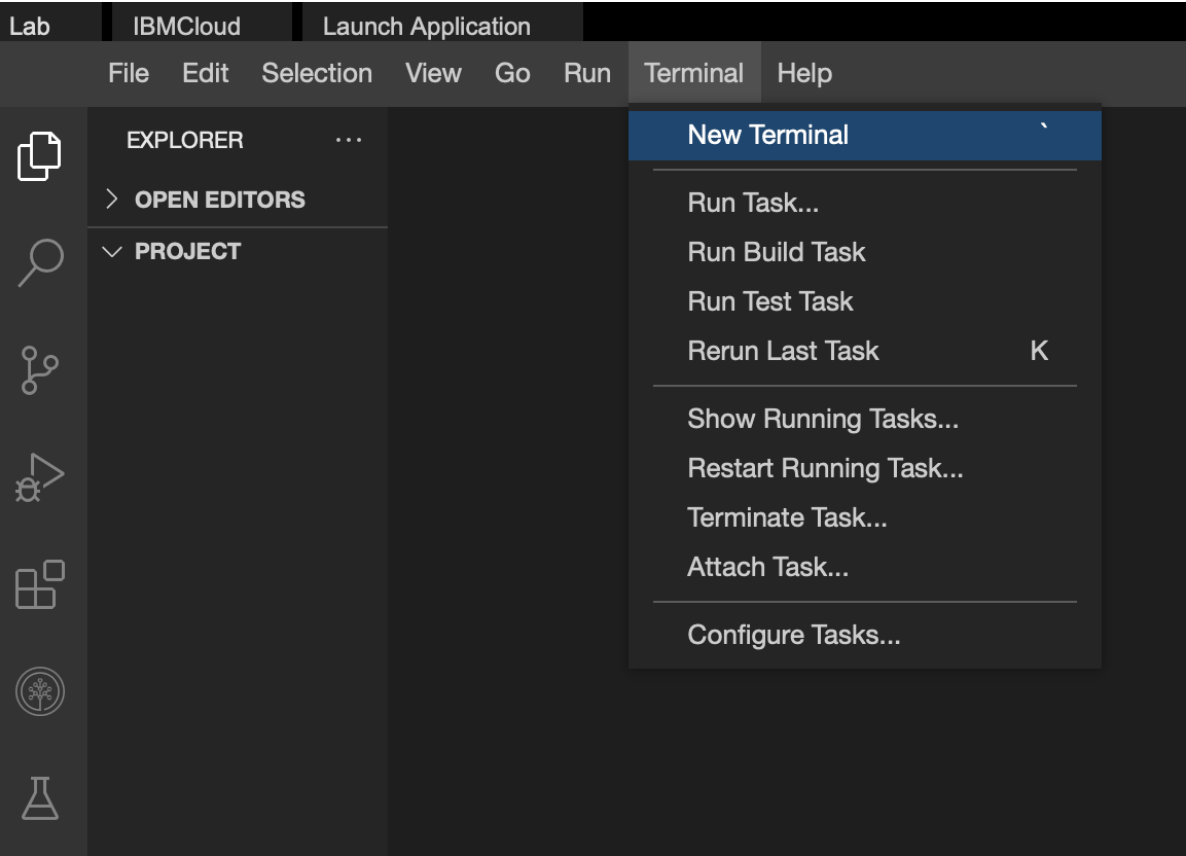 Lab IBMCloud Launch Application
File Edit Selection View Go Run Terminal Help
EXPLORER ...
OPEN EDITORS
PROJECT
New Terminal `
Run Task...
Run Build Task
Run Test Task
Rerun Last Task K
Show Running Tasks...
Restart Running Task...
Terminate Task...
Attach Task...
Configure Tasks...